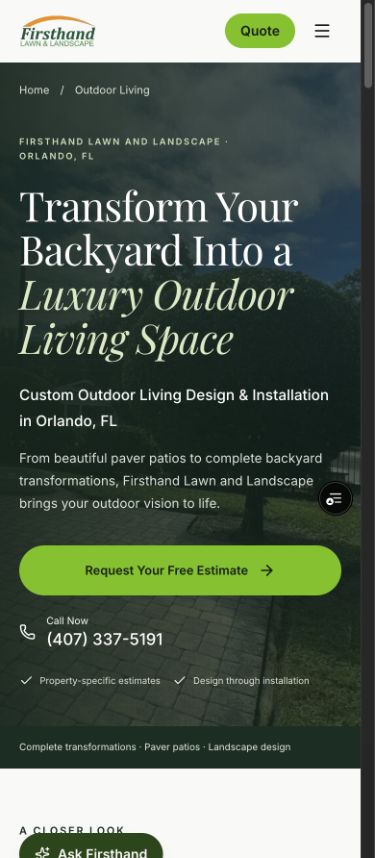 Firsthand
LAWN & LANDSCAPE
Quote
Home / Outdoor Living
FIRSTHAND LAWN AND LANDSCAPE ·
ORLANDO, FL
Transform Your
Backyard Into a
Luxury Outdoor
Living Space
Custom Outdoor Living Design & Installation
in Orlando, FL
From beautiful paver patios to complete backyard
transformations, Firsthand Lawn and Landscape
brings your outdoor vision to life.
Request Your Free Estimate
Call Now
(407) 337-5191
Property-specific estimates
Design through installation
Complete transformations · Paver patios · Landscape design
A CLOSER LOOK
Ask Firsthand